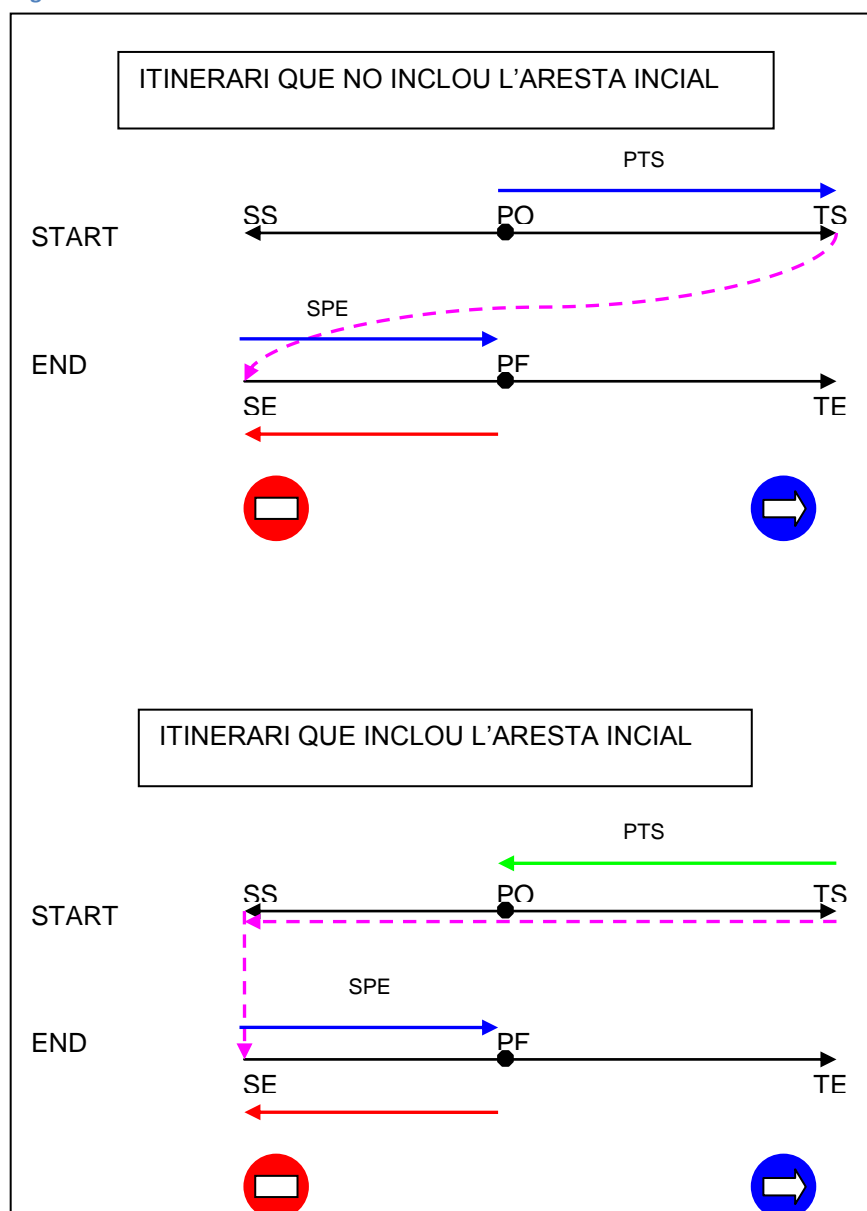 ITINERARI QUE NO INCLOU L'ARESTA INCIAL
PTS
SS PO TS
START
SPE
END PF
SE TE
ITINERARI QUE INCLOU L'ARESTA INCIAL
PTS
SS PO TS
START
SPE
END PF
SE TE